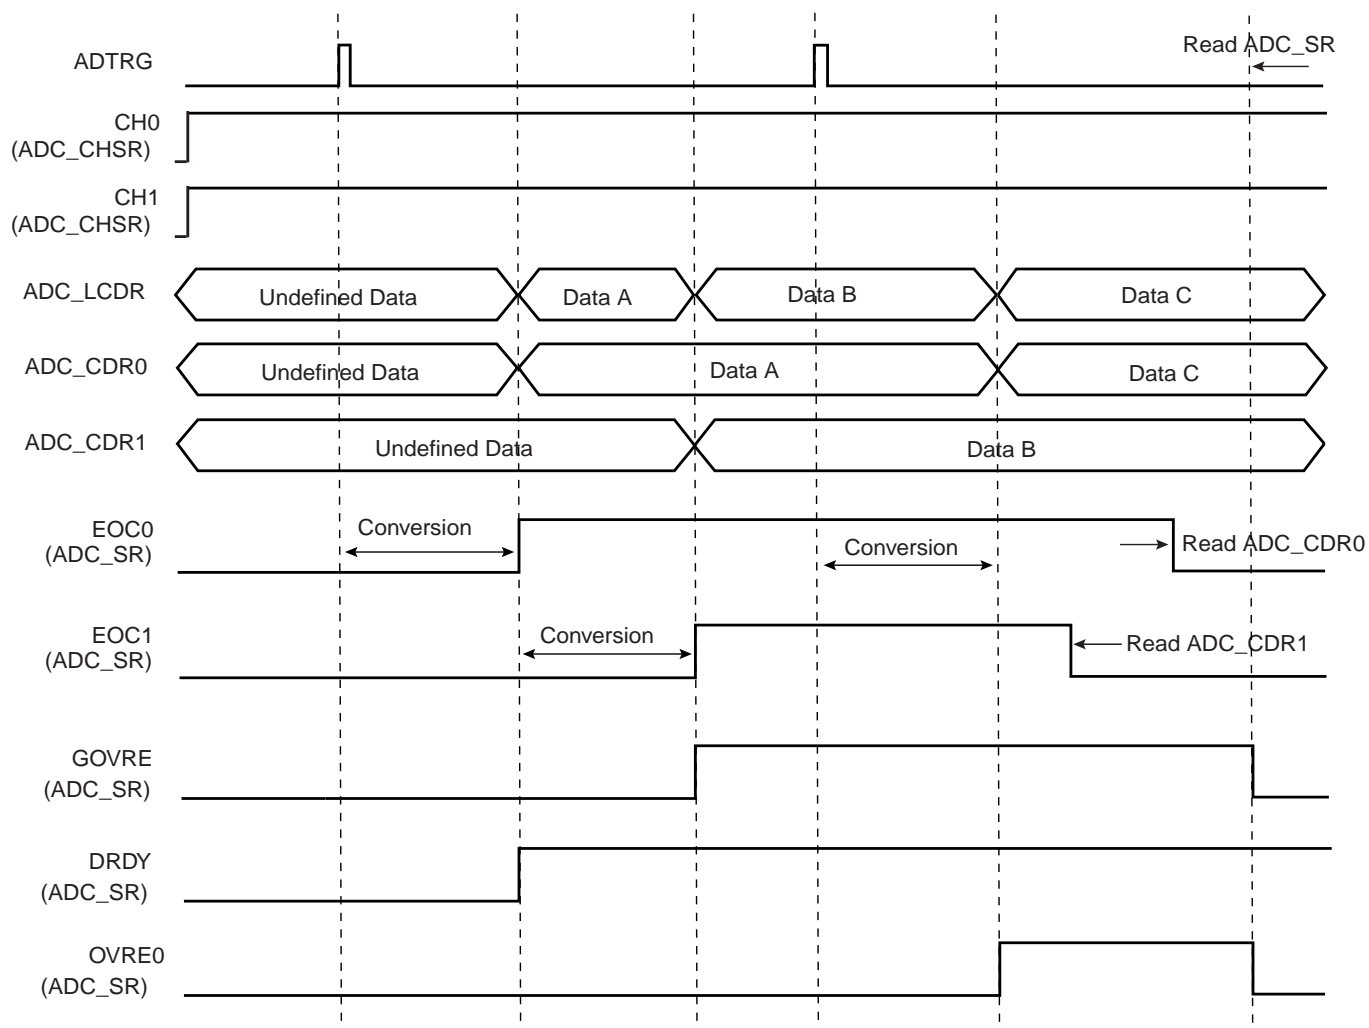 ADTRG
Read ADC_SR
CH0
(ADC_CHSR)
CH1
(ADC_CHSR)
ADC_LCDR
Undefined Data
Data A
Data B
Data C
ADC_CDR0
Undefined Data
Data A
Data C
ADC_CDR1
Undefined Data
Data B
EOC0
(ADC_SR)
Conversion
Conversion
Read ADC_CDR0
EOC1
(ADC_SR)
Conversion
Read ADC_CDR1
GOVRE
(ADC_SR)
DRDY
(ADC_SR)
OVRE0
(ADC_SR)